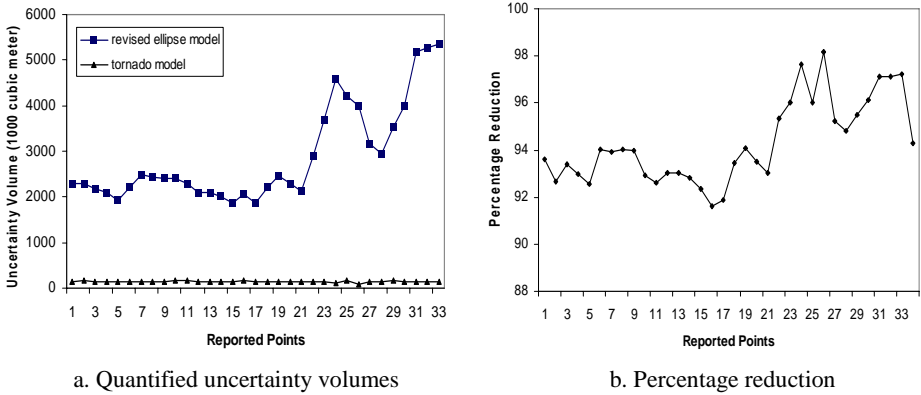 6000
5000
4000
3000
2000
1000
0
Uncertainty Volume (1000 cubic meter)
revised ellipse model
tornado model
1 3 5 7 9 11 13 15 17 19 21 23 25 27 29 31 33
Reported Points
a. Quantified uncertainty volumes
100
98
96
94
92
90
88
Percentage Reduction
1 3 5 7 9 11 13 15 17 19 21 23 25 27 29 31 33
Reported Points
b. Percentage reduction